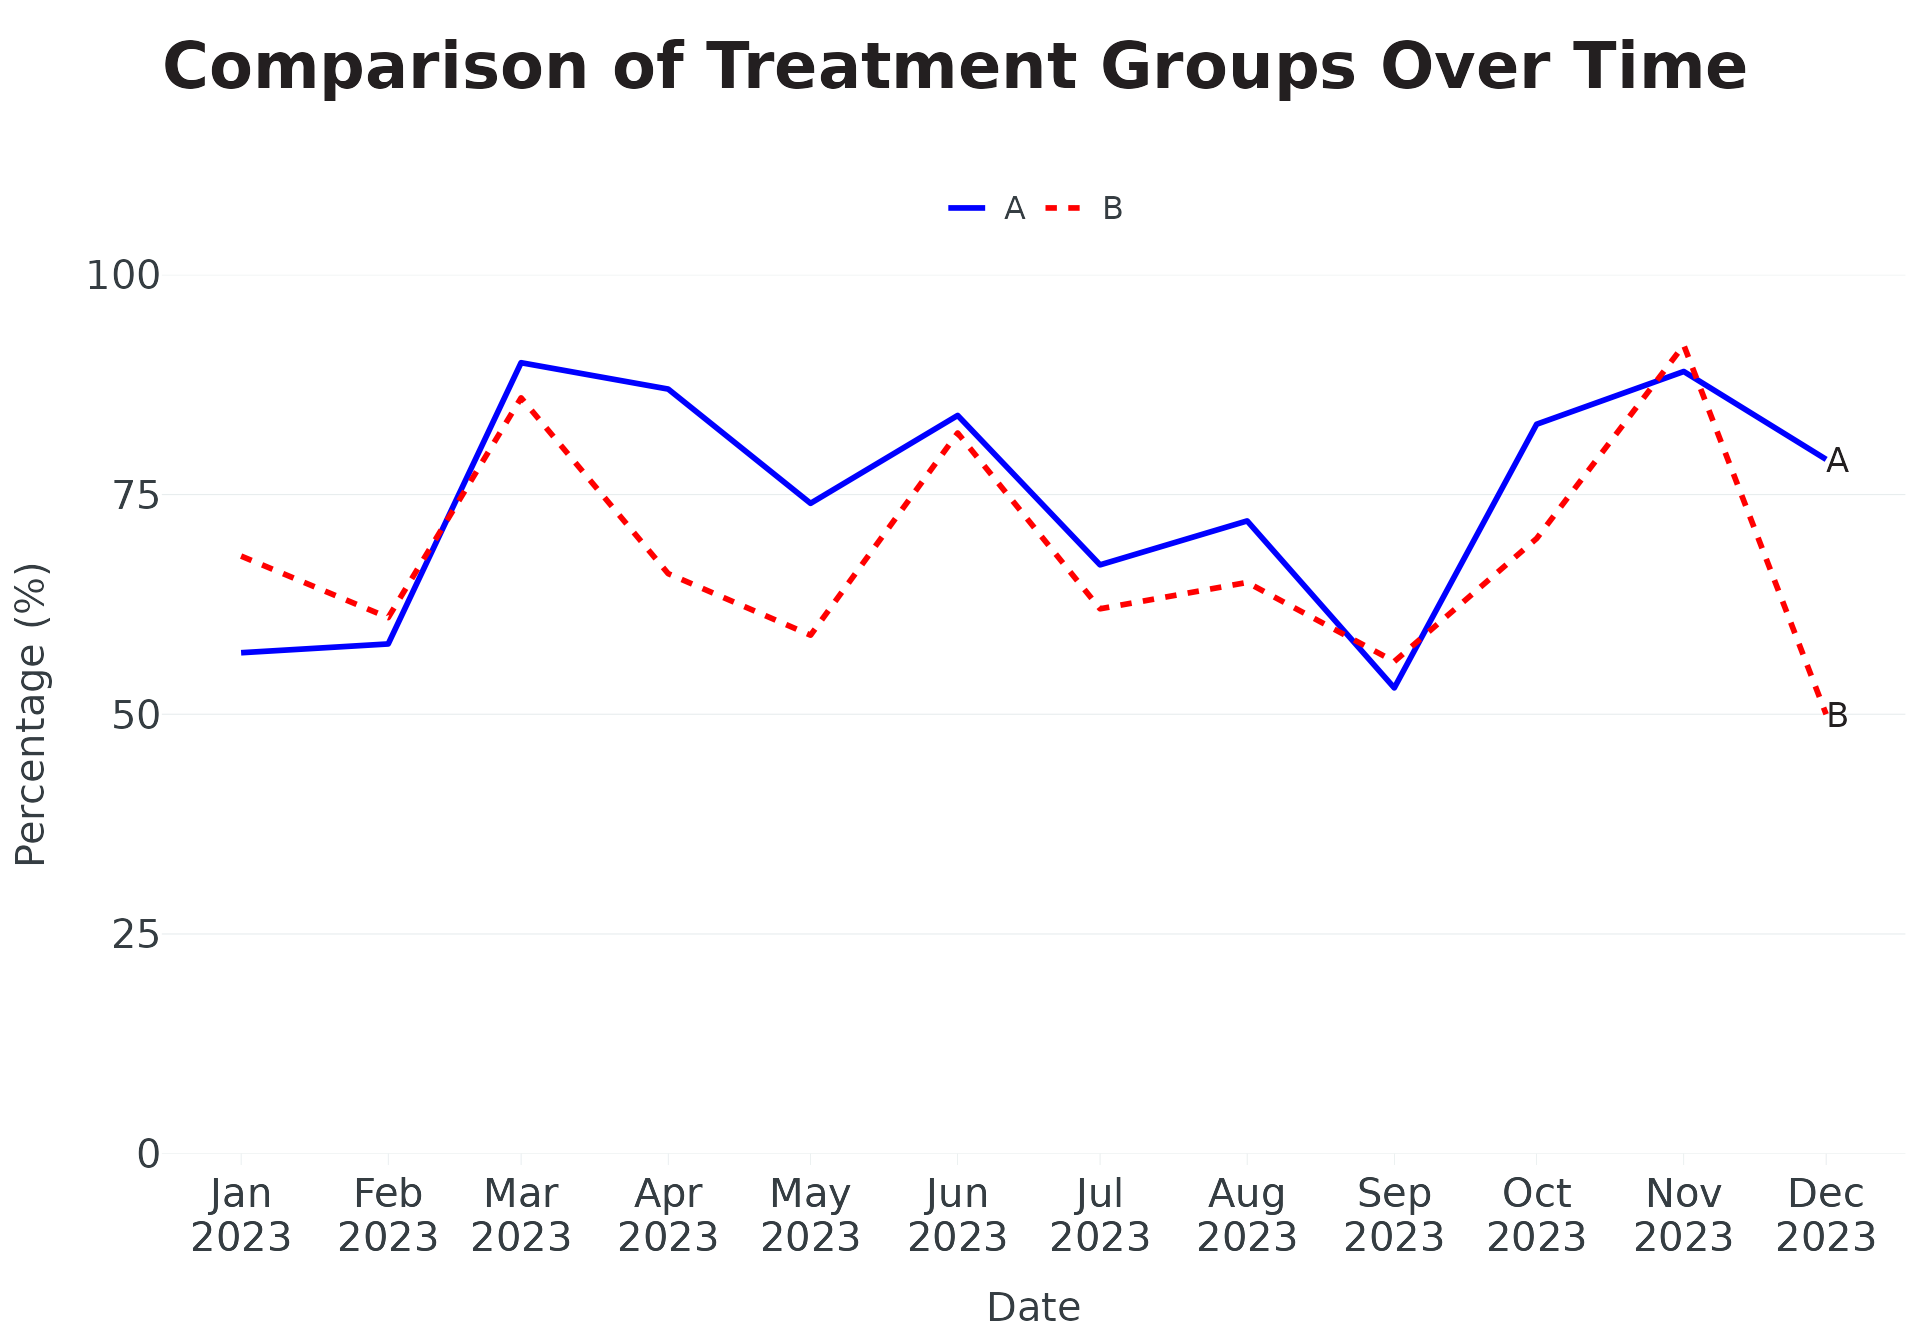 Comparison of Treatment Groups Over Time
A B
100
75
50
25
0
Percentage (%)
A
B
Jan Feb Mar Apr May Jun Jul Aug Sep Oct Nov Dec
2023 2023 2023 2023 2023 2023 2023 2023 2023 2023 2023 2023
Date